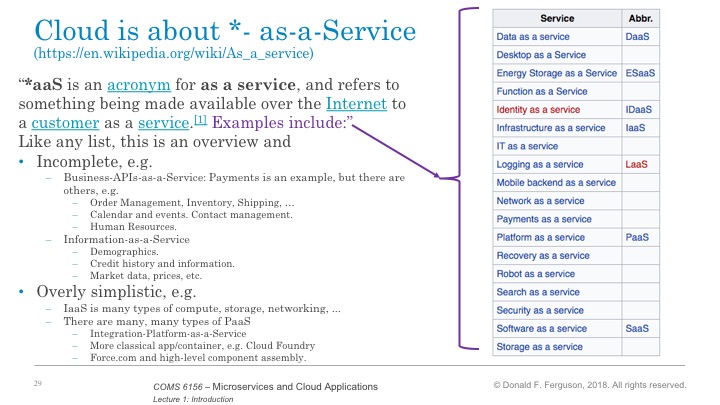 Cloud is about *- as-a-Service
(https://en.wikipedia.org/wiki/As_a_service)
“*aaS is an acronym for as a service, and refers to
something being made available over the Internet to
a customer as a service.[1] Examples include:”
Like any list, this is an overview and
• Incomplete, e.g.
– Business-APIs-as-a-Service: Payments is an example, but there are
others, e.g.
– Order Management, Inventory, Shipping, …
– Calendar and events. Contact management.
– Human Resources.
– Information-as-a-Service
– Demographics.
– Credit history and information.
– Market data, prices, etc.
• Overly simplistic, e.g.
– IaaS is many types of compute, storage, networking, …
– There are many, many types of PaaS
– Integration-Platform-as-a-Service
– More classical app/container, e.g. Cloud Foundry
– Force.com and high-level component assembly.
Service Abbr.
Data as a service DaaS
Desktop as a Service
Energy Storage as a Service ESaaS
Function as a Service
Identity as a service IDaaS
Infrastructure as a service IaaS
IT as a service
Logging as a service LaaS
Mobile backend as a service
Network as a service
Payments as a service
Platform as a service PaaS
Recovery as a service
Robot as a service
Search as a service
Security as a service
Software as a service SaaS
Storage as a service
29
COMS 6156 – Microservices and Cloud Applications
Lecture 1: Introduction
© Donald F. Ferguson, 2018. All rights reserved.